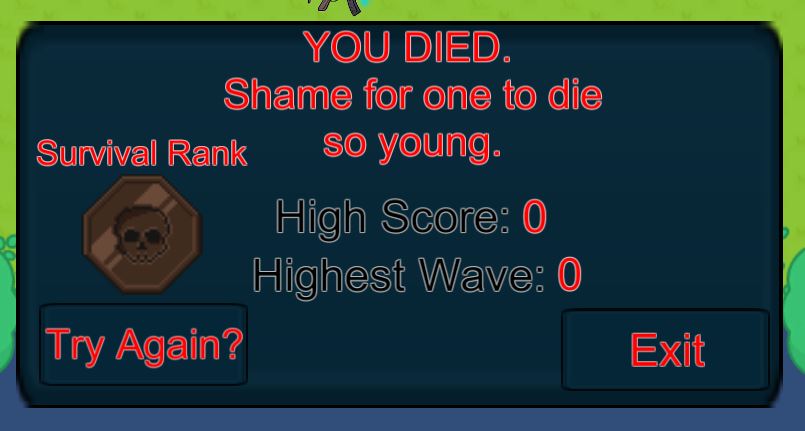 YOU DIED.
Shame for one to die
so young.
Survival Rank
High Score: 0
Highest Wave: 0
Try Again?
Exit